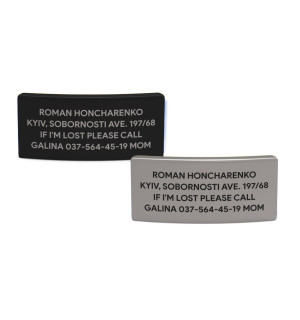 ROMAN HONCHARENKO
KYIV, SOBORNOSTI AVE. 197/68
IF I'M LOST PLEASE CALL
GALINA 037-564-45-19 MOM
ROMAN HONCHARENKO
KYIV, SOBORNOSTI AVE. 197/68
IF I'M LOST PLEASE CALL
GALINA 037-564-45-19 MOM